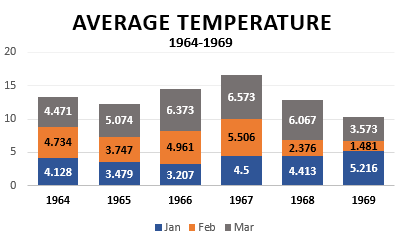 AVERAGE TEMPERATURE
1964-1969
20
15
10
5
0
4.471 5.074 6.373 6.573 6.067 3.573
4.734 3.747 4.961 5.506 2.376 1.481
4.128 3.479 3.207 4.5 4.413 5.216
1964 1965 1966 1967 1968 1969
Jan Feb Mar